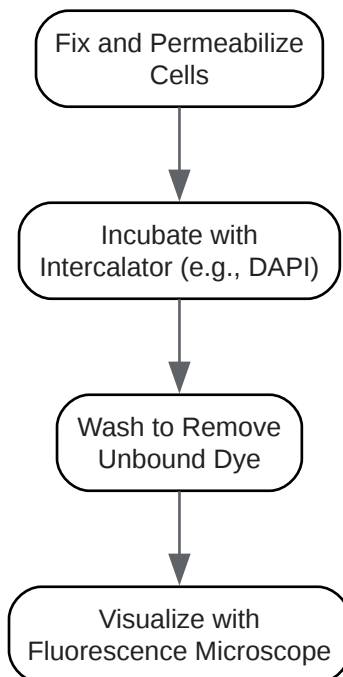 Fix and Permeabilize
Cells
Incubate with
Intercalator (e.g., DAPI)
Wash to Remove
Unbound Dye
Visualize with
Fluorescence Microscope